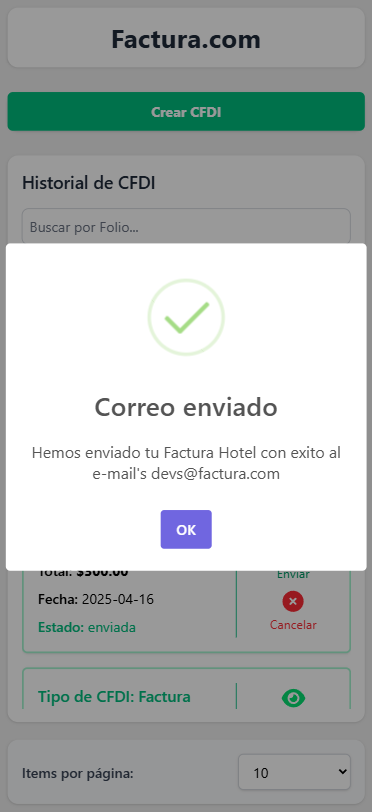 Factura.com
Crear CFDI
Historial de CFDI
Buscar por Folio...
Correo enviado
Hemos enviado tu Factura Hotel con exito al
e-mail's devs@factura.com
OK
Total: $500.00
Enviar
Fecha: 2025-04-16
Estado: enviada
Cancelar
Tipo de CFDI: Factura
Items por página:
10